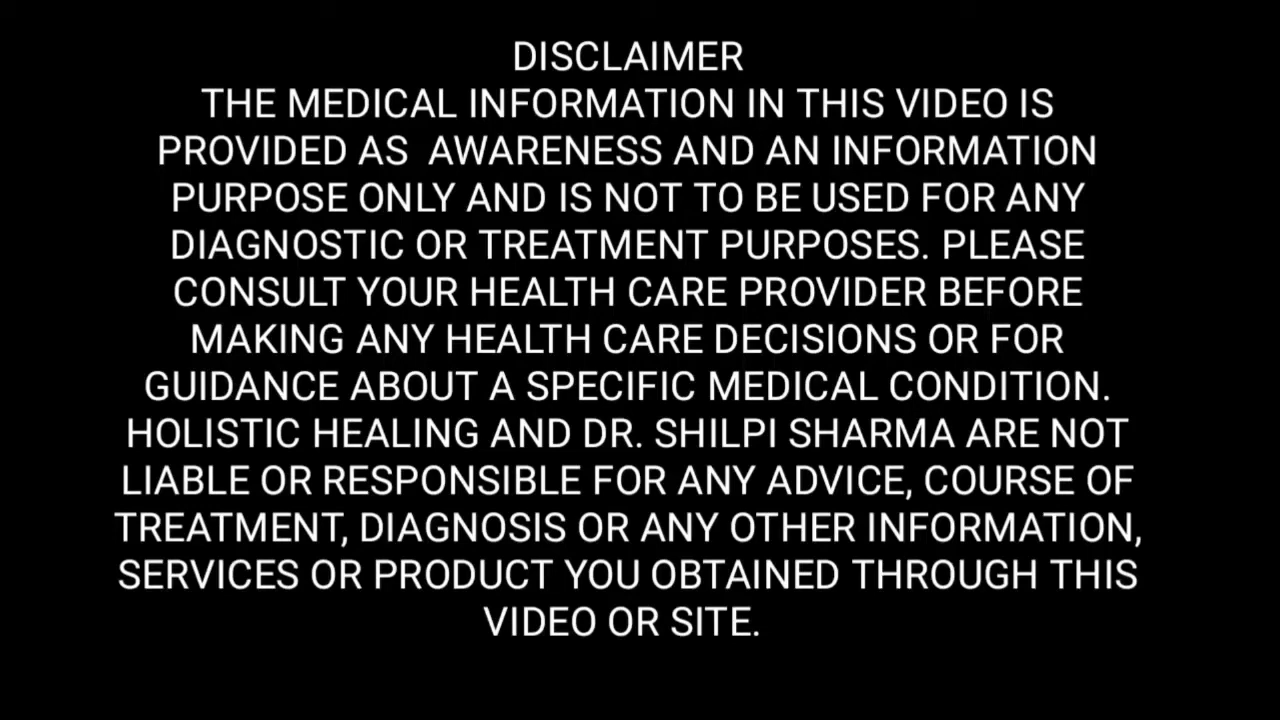 DISCLAIMER
THE MEDICAL INFORMATION IN THIS VIDEO IS
PROVIDED AS  AWARENESS AND AN INFORMATION
PURPOSE ONLY AND IS NOT TO BE USED FOR ANY
DIAGNOSTIC OR TREATMENT PURPOSES. PLEASE
CONSULT YOUR HEALTH CARE PROVIDER BEFORE
MAKING ANY HEALTH CARE DECISIONS OR FOR
GUIDANCE ABOUT A SPECIFIC MEDICAL CONDITION.
HOLISTIC HEALING AND DR. SHILPI SHARMA ARE NOT
LIABLE OR RESPONSIBLE FOR ANY ADVICE, COURSE OF
TREATMENT, DIAGNOSIS OR ANY OTHER INFORMATION,
SERVICES OR PRODUCT YOU OBTAINED THROUGH THIS
VIDEO OR SITE.